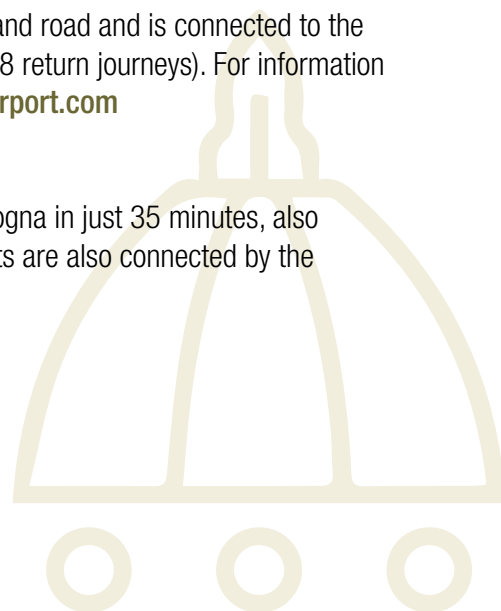 and road and is connected to the
8 return journeys). For information
rport.com
ogna in just 35 minutes, also
ts are also connected by the